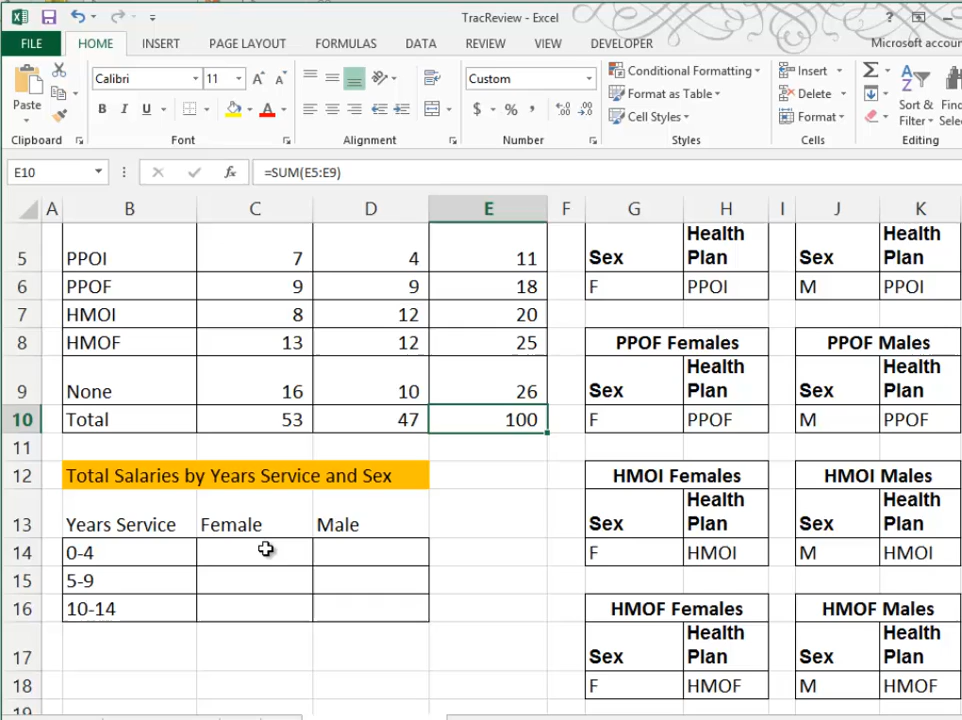 TracReview - Excel
?
FILE HOME INSERT PAGE LAYOUT FORMULAS DATA REVIEW VIEW DEVELOPER Microsoft accou
Paste
Calibri 11
B I U A
Custom
$ % ,
Conditional Formatting
Format as Table
Cell Styles
Insert
Delete
Format
Sort &
Filter
Clipboard Font Alignment Number Styles Cells Editing
E10 fx =SUM(E5:E9)
A B C D E F G H I J K
5 PPOI 7 4 11 Sex Health Plan Sex Health Plan
6 PPOF 9 9 18 F PPOI M PPOI
7 HMOI 8 12 20
8 HMOF 13 12 25 PPOF Females PPOF Males
9 None 16 10 26 Sex Health Plan Sex Health Plan
10 Total 53 47 100 F PPOF M PPOF
11
12 Total Salaries by Years Service and Sex HMOI Females HMOI Males
13 Years Service Female Male Sex Health Plan Sex Health Plan
14 0-4 F HMOI M HMOI
15 5-9
16 10-14 HMOF Females HMOF Males
17 Sex Health Plan Sex Health Plan
18 F HMOF M HMOF